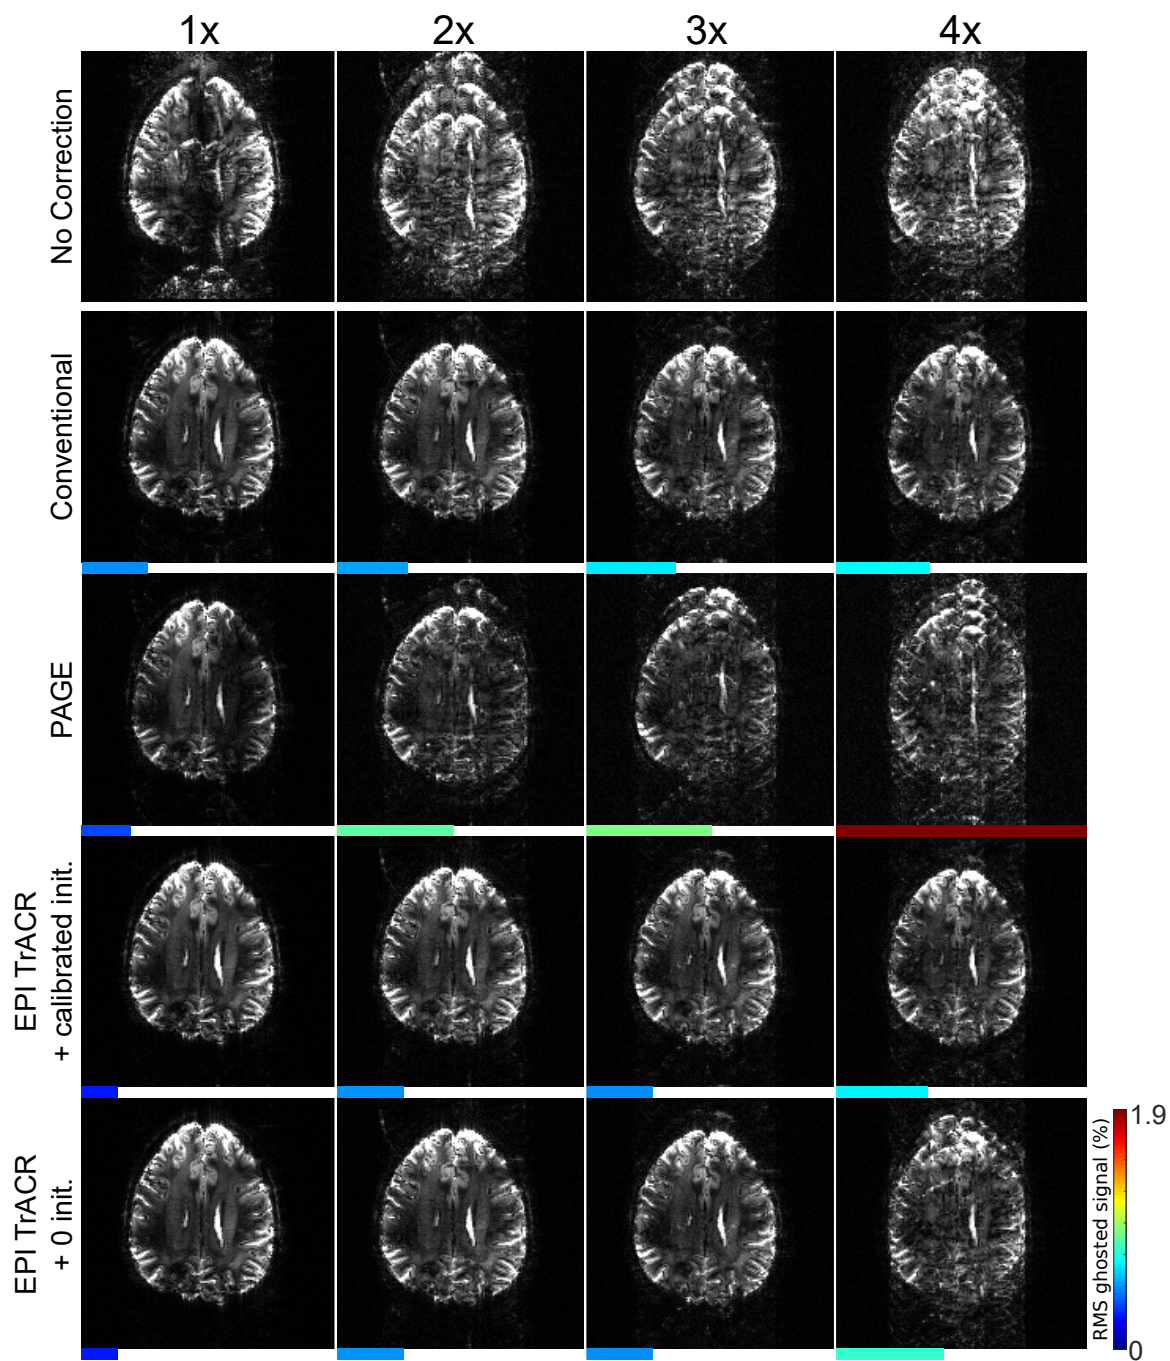 1x 2x 3x 4x
No Correction
Conventional
PAGE
EPI TrACR
+ calibrated init.
EPI TrACR
+ 0 init.
RMS ghosted signal (%)
1.9
0